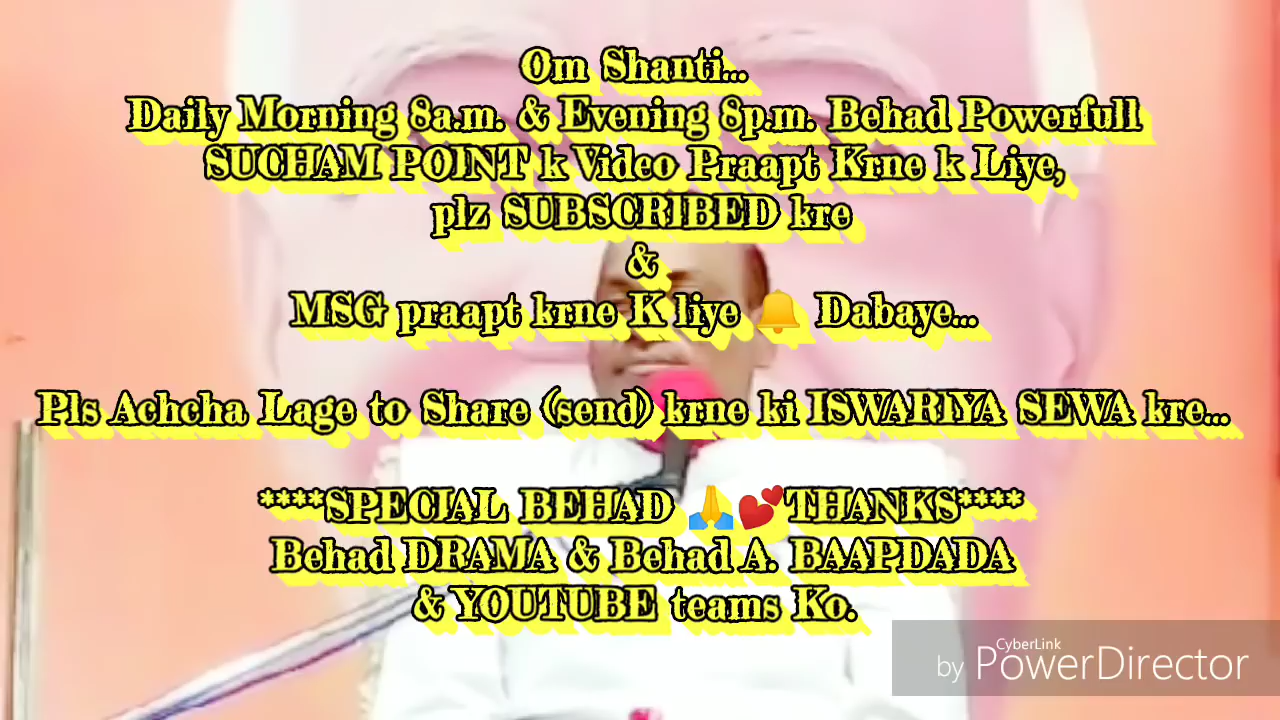 Om Shanti...
Daily Morning 8a.m. & Evening 8p.m. Behad Powerfull
SUCHAM POINT k Video Praapt Krne k Liye,
plz SUBSCRIBED kre
&
MSG praapt krne K liye 🔔 Dabaye...
Pls Achcha Lage to Share (send) krne ki ISWARIYA SEWA kre...
****SPECIAL BEHAD 🙏💕THANKS****
Behad DRAMA & Behad A. BAAPDADA
& YOUTUBE teams Ko.
CyberLink
by PowerDirector